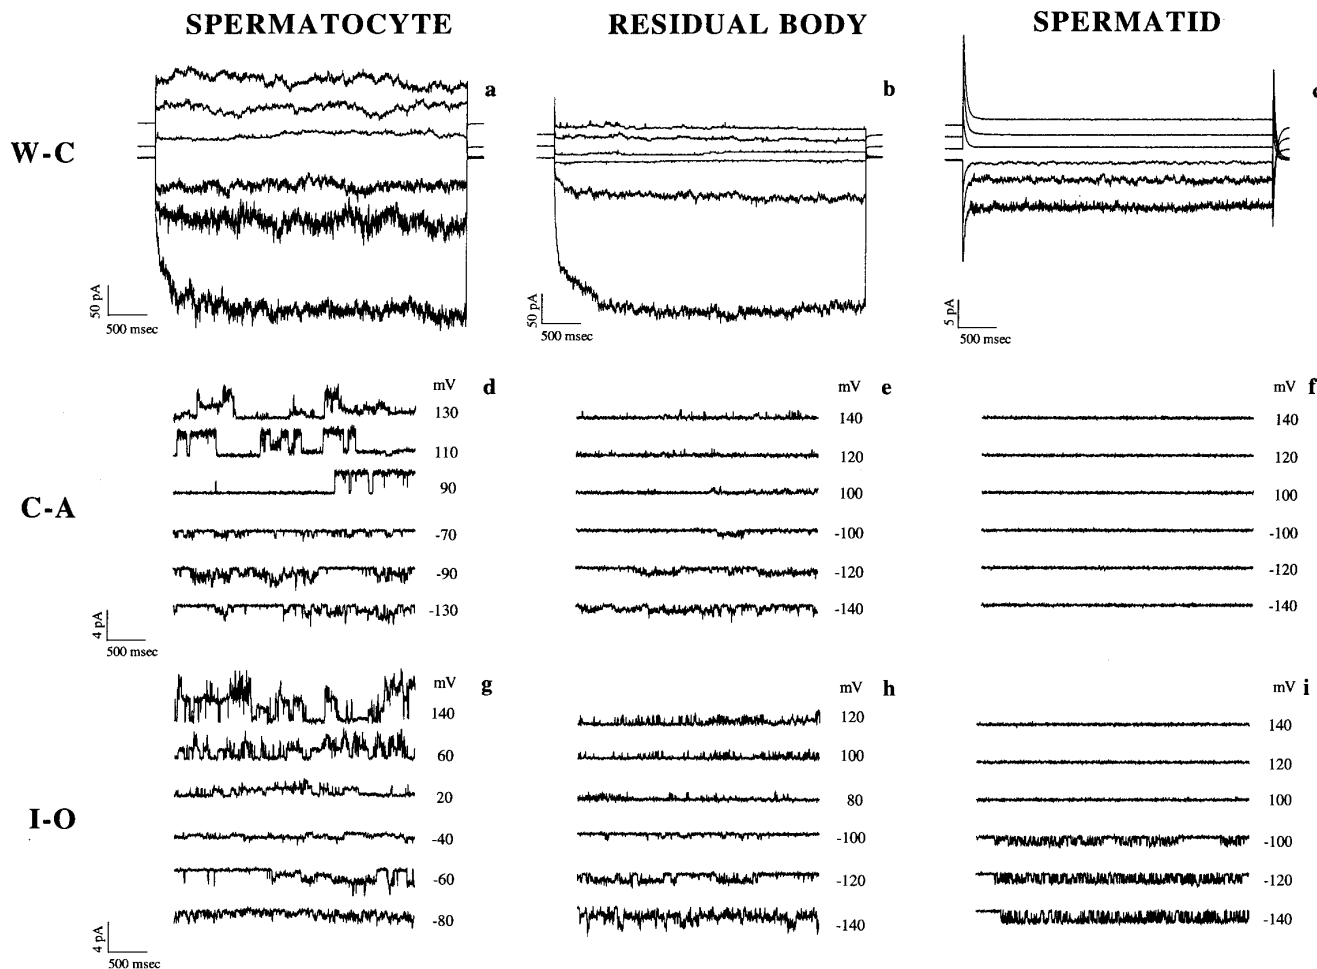 SPERMATOCYTE RESIDUAL BODY SPERMATID
W-C
a
50 pA
500 msec
b
50 pA
500 msec
5 pA
500 msec
C-A
mV d
130
110
90
-70
-90
-130
4 pA
500 msec
mV e
140
120
100
-100
-120
-140
mV f
140
120
100
-100
-120
-140
I-O
mV g
140
60
20
-40
-60
-80
4 pA
500 msec
mV h
120
100
80
-100
-120
-140
mV i
140
120
100
-100
-120
-140